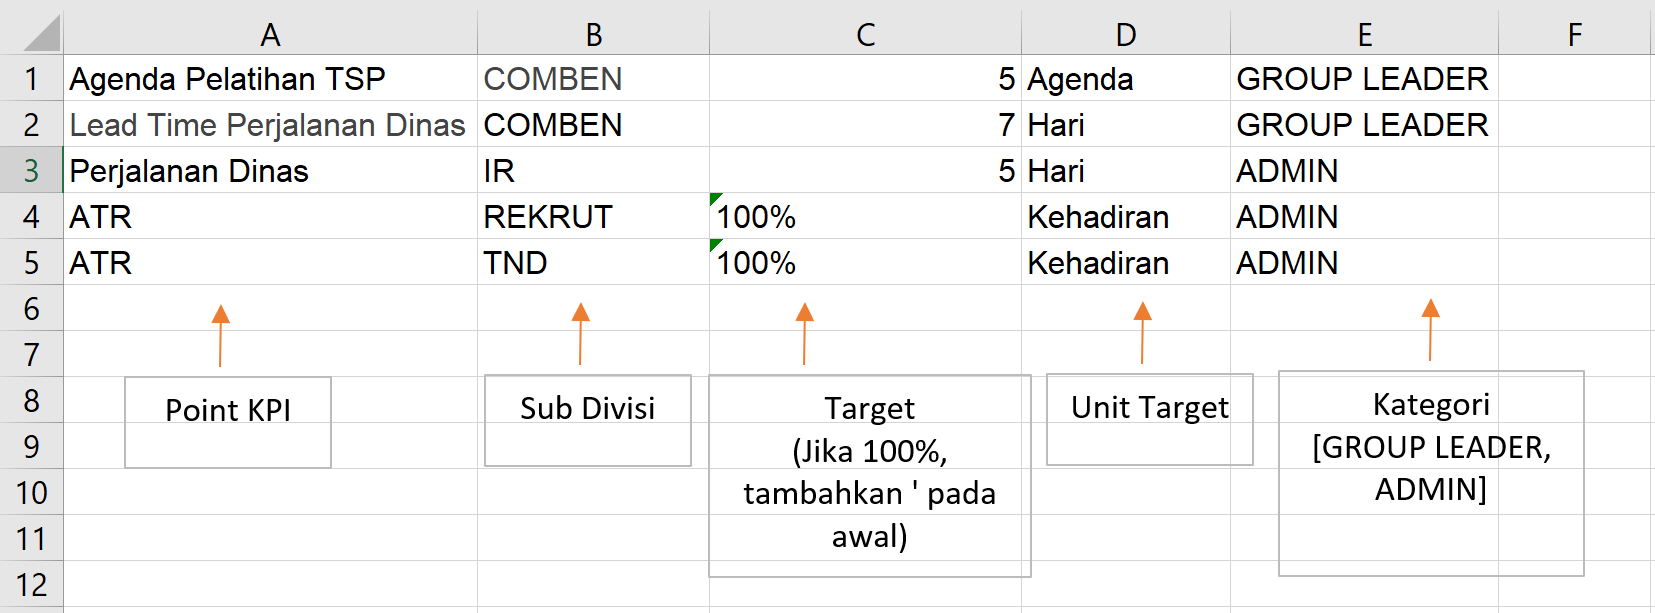 A B C D E F
1 Agenda Pelatihan TSP COMBEN 5 Agenda GROUP LEADER
2 Lead Time Perjalanan Dinas COMBEN 7 Hari GROUP LEADER
3 Perjalanan Dinas IR 5 Hari ADMIN
4 ATR REKRUT 100% Kehadiran ADMIN
5 ATR TND 100% Kehadiran ADMIN
6
7
8
9
10
11
12
Point KPI
Sub Divisi
Target
(Jika 100%,
tambahkan ' pada
awal)
Unit Target
Kategori
[GROUP LEADER,
ADMIN]